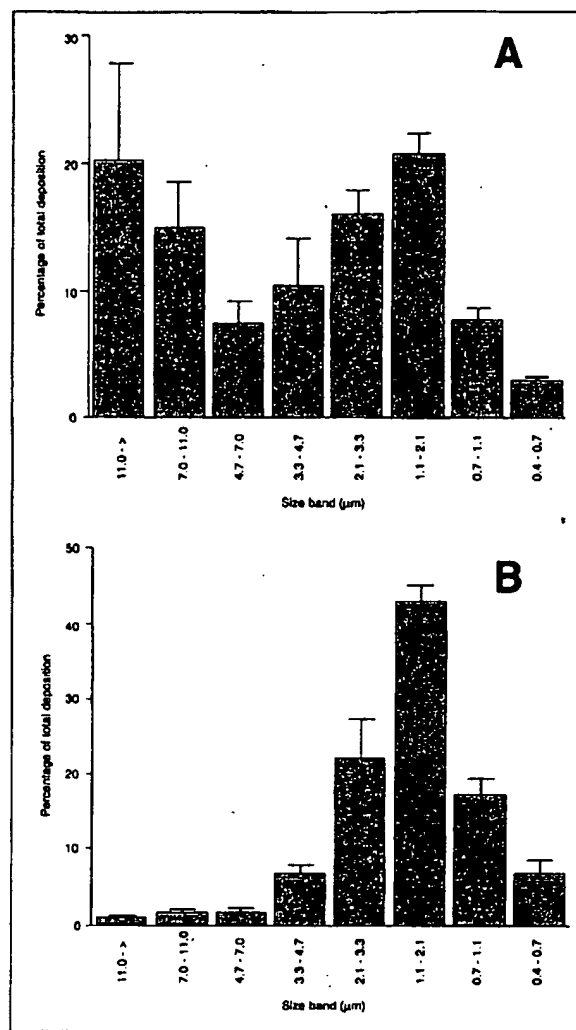 A
30
20
10
0
Percentage of total deposition
11.0 - >
7.0 - 11.0
4.7 - 7.0
3.3 - 4.7
2.1 - 3.3
1.1 - 2.1
0.7 - 1.1
0.4 - 0.7
Size band (µm)
B
50
40
30
20
10
0
Percentage of total deposition
11.0 - >
7.0 - 11.0
4.7 - 7.0
3.3 - 4.7
2.1 - 3.3
1.1 - 2.1
0.7 - 1.1
0.4 - 0.7
Size band (µm)